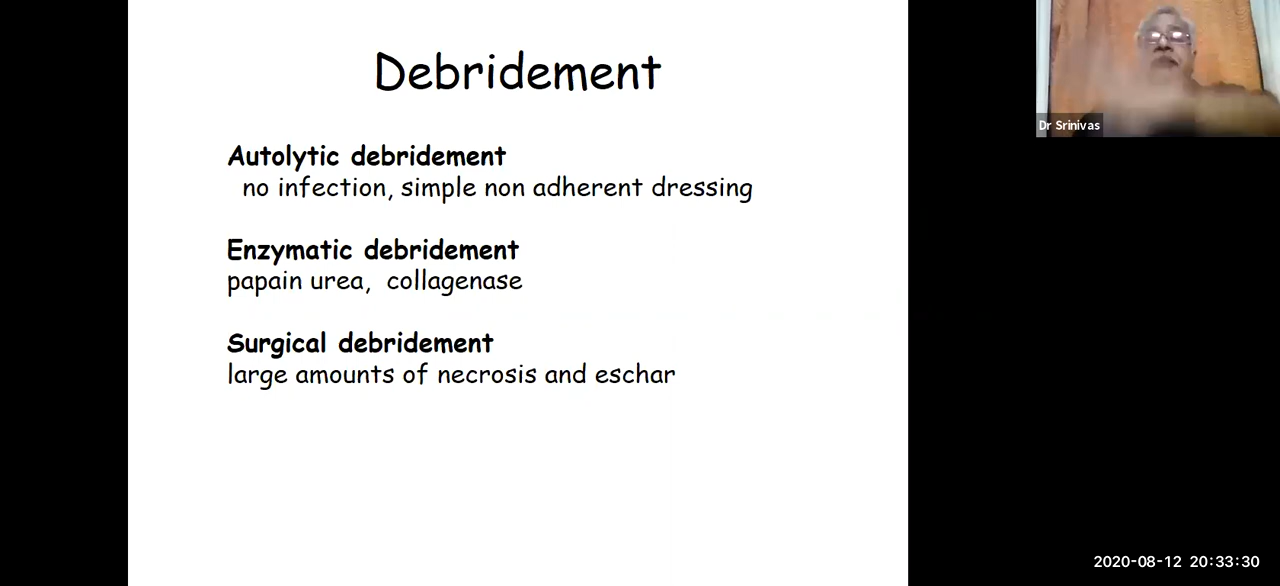 Debridement
Autolytic debridement
no infection, simple non adherent dressing
Enzymatic debridement
papain urea, collagenase
Surgical debridement
large amounts of necrosis and eschar
Dr Srinivas
2020-08-12 20:33:30